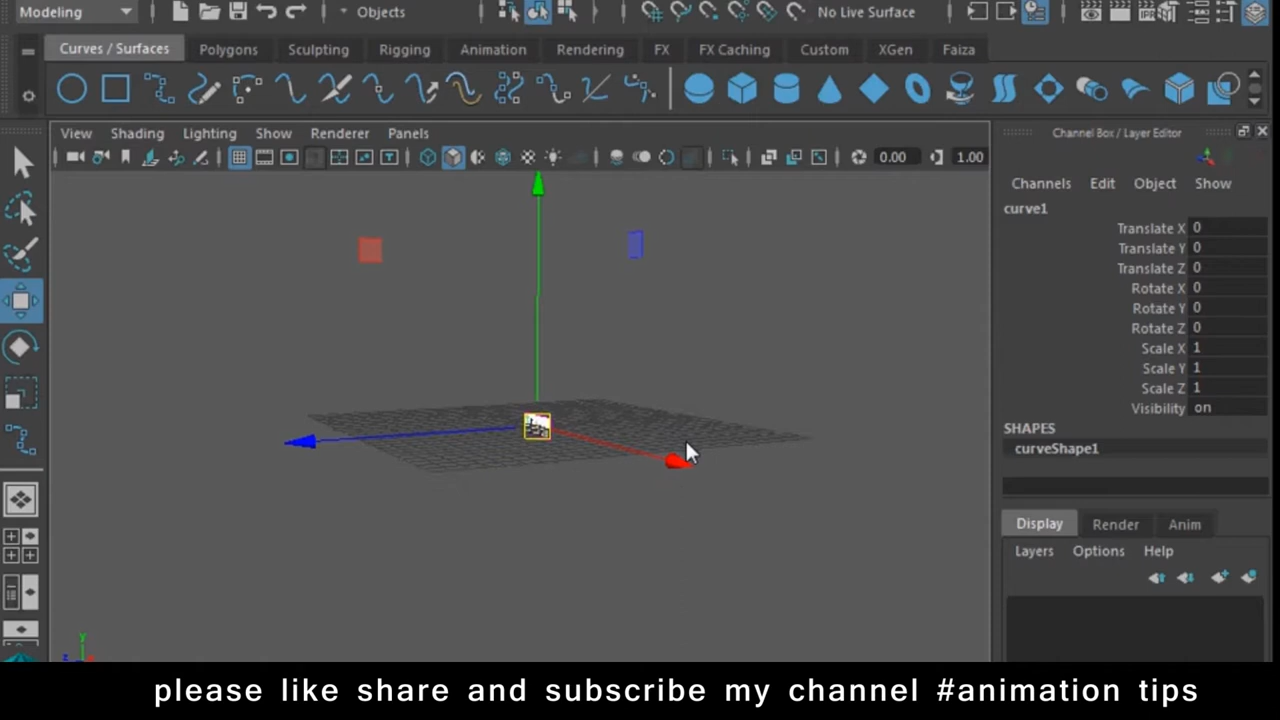 Modeling
Objects
No Live Surface
IPR
Curves / Surfaces
Polygons
Sculpting
Rigging
Animation
Rendering
FX
FX Caching
Custom
XGen
Faiza
View
Shading
Lighting
Show
Renderer
Panels
0.00
1.00
Channel Box / Layer Editor
Channels
Edit
Object
Show
curve1
Translate X 0
Translate Y 0
Translate Z 0
Rotate X 0
Rotate Y 0
Rotate Z 0
Scale X 1
Scale Y 1
Scale Z 1
Visibility on
SHAPES
curveShape1
Display
Render
Anim
Layers
Options
Help
Y
z
please like share and subscribe my channel #animation tips